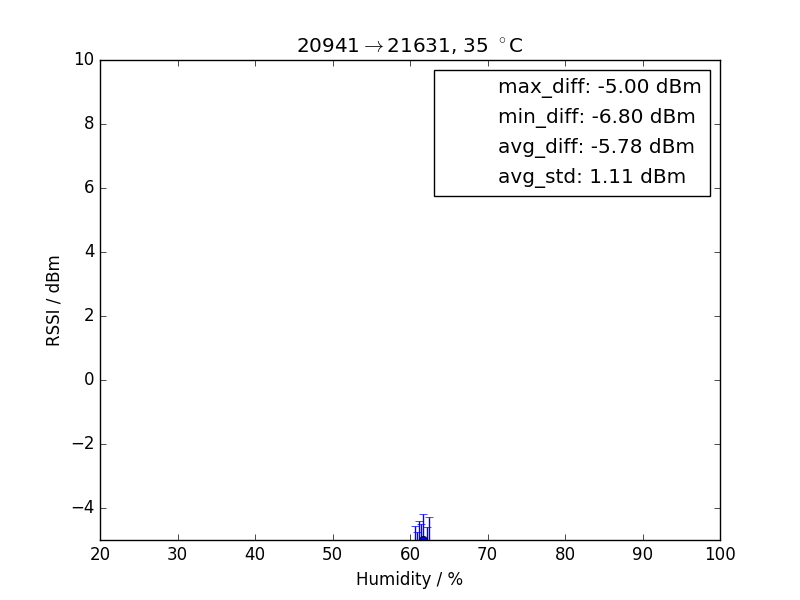 20941→21631, 35 °C
max_diff: -5.00 dBm
min_diff: -6.80 dBm
avg_diff: -5.78 dBm
avg_std: 1.11 dBm
RSSI / dBm
10
8
6
4
2
0
−2
−4
20 30 40 50 60 70 80 90 100
Humidity / %